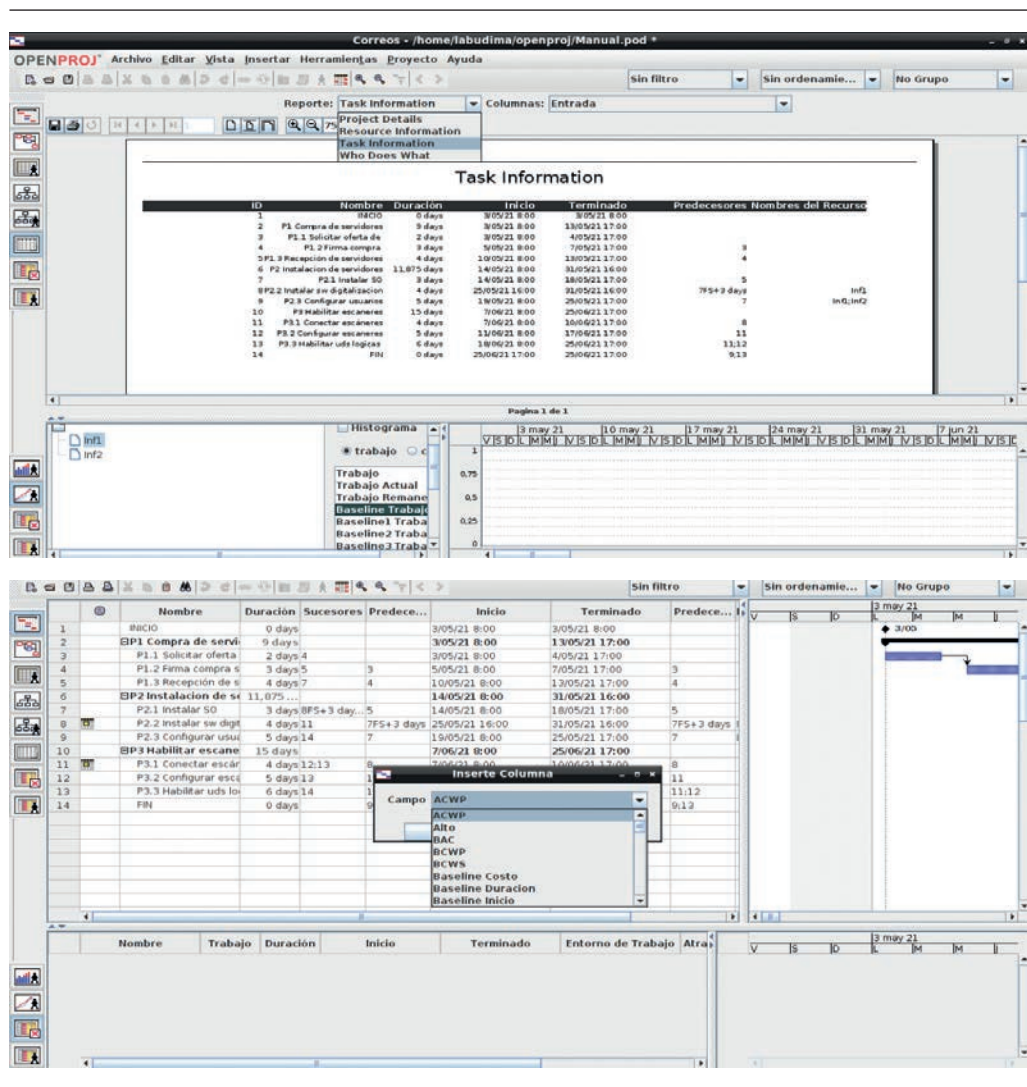 Correos - /home/labudima/openproj/Manual.pod *
OPENPROJ Archivo Editar Vista Insertar Herramientas Proyecto Ayuda
Sin filtro Sin ordenamie... No Grupo
Reporte: Task Information Columnas: Entrada
Project Details
Resource Information
Task Information
Who Does What
Task Information
ID Nombre Duración Inicio Terminado Predecesores Nombres del Recurso
1 INICIO 0 days 3/05/21 8:00 3/05/21 8:00
2 P1 Compra de servidores 9 days 3/05/21 8:00 13/05/21 17:00
3 P1.1 Solicitar oferta de 2 days 3/05/21 8:00 4/05/21 17:00
4 P1.2 Firma compra 3 days 5/05/21 8:00 7/05/21 17:00 3
5 P1.3 Recepción de servidores 4 days 10/05/21 8:00 13/05/21 17:00 4
6 P2 Instalacion de servidores 11,875 days 14/05/21 8:00 31/05/21 16:00
7 P2.1 Instalar SO 3 days 14/05/21 8:00 18/05/21 17:00 5
8 P2.2 Instalar sw digitalizacion 4 days 25/05/21 16:00 31/05/21 16:00 7FS+3 days Inf1
9 P2.3 Configurar usuarios 5 days 19/05/21 8:00 25/05/21 17:00 7 Inf1;Inf2
10 P3 Habilitar escaneres 15 days 7/06/21 8:00 25/06/21 17:00
11 P3.1 Conectar escáneres 4 days 7/06/21 8:00 10/06/21 17:00 8
12 P3.2 Configurar escaneres 5 days 11/06/21 8:00 17/06/21 17:00 11
13 P3.3 Habilitar uds logicas 6 days 18/06/21 8:00 25/06/21 17:00 11;12
14 FIN 0 days 25/06/21 17:00 25/06/21 17:00 9;13
Pagina 1 de 1
Inf1
Inf2
Histograma
trabajo c
Trabajo
Trabajo Actual
Trabajo Remane
Baseline Trabajo
Baseline1 Traba
Baseline2 Traba
Baseline3 Traba
3 may 21 10 may 21 17 may 21 24 may 21 31 may 21 7 jun 21
V S D L M M J V S D L M M J V S D L M M J V S D L M M J V S D L M M J V S D
1
0,75
0,5
0,25
0
Sin filtro Sin ordenamie... No Grupo
Nombre Duración Sucesores Predece... Inicio Terminado Predece...
3 may 21
V S D L M M J
1 INICIO 0 days 3/05/21 8:00 3/05/21 8:00
3/05
2 P1 Compra de servi 9 days 3/05/21 8:00 13/05/21 17:00
3 P1.1 Solicitar oferta 2 days 4 3/05/21 8:00 4/05/21 17:00
4 P1.2 Firma compra s 3 days 5 3 5/05/21 8:00 7/05/21 17:00 3
5 P1.3 Recepción de s 4 days 7 4 10/05/21 8:00 13/05/21 17:00 4
6 P2 Instalacion de se 11,875 ... 14/05/21 8:00 31/05/21 16:00
7 P2.1 Instalar SO 3 days 8FS+3 day... 5 14/05/21 8:00 18/05/21 17:00 5
8 P2.2 Instalar sw digit 4 days 11 7FS+3 days 25/05/21 16:00 31/05/21 16:00 7FS+3 days
9 P2.3 Configurar usua 5 days 14 7 19/05/21 8:00 25/05/21 17:00 7
10 P3 Habilitar escane 15 days 7/06/21 8:00 25/06/21 17:00
11 P3.1 Conectar escár 4 days 12;13 8 7/06/21 8:00 10/06/21 17:00 8
12 P3.2 Configurar esca 5 days 13 1 11
13 P3.3 Habilitar uds lo 6 days 14 1 11;12
14 FIN 0 days 9 9;13
Inserte Columna
Campo ACWP
ACWP
Alto
BAC
BCWP
BCWS
Baseline Costo
Baseline Duracion
Baseline Inicio
Nombre Trabajo Duración Inicio Terminado Entorno de Trabajo Atra
3 may 21
V S D L M M J